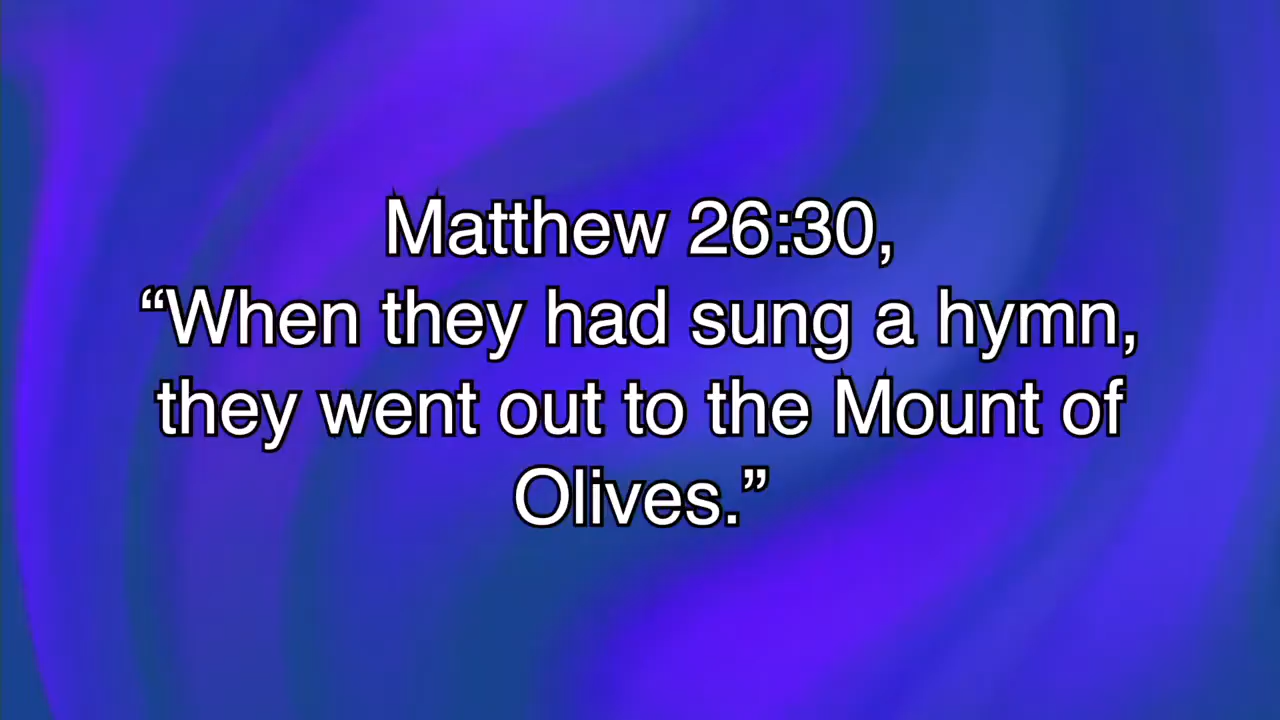 Matthew 26:30,
“When they had sung a hymn,
they went out to the Mount of
Olives.”